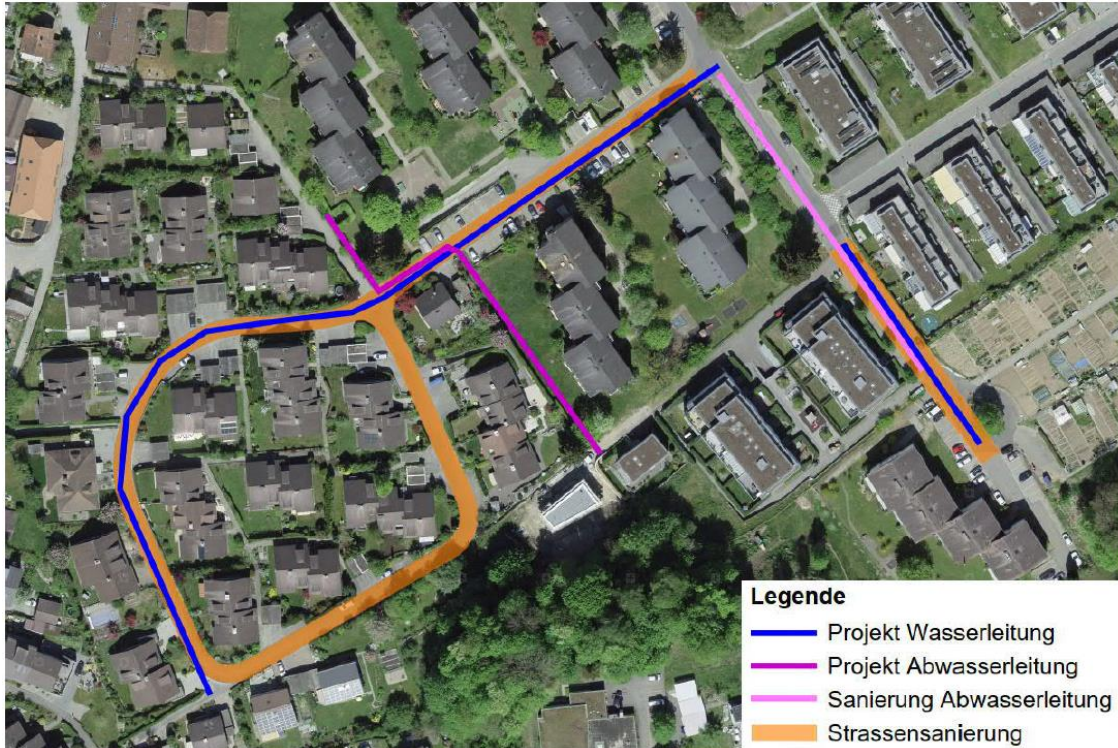 Legende
Projekt Wasserleitung
Projekt Abwasserleitung
Sanierung Abwasserleitung
Strassensanierung